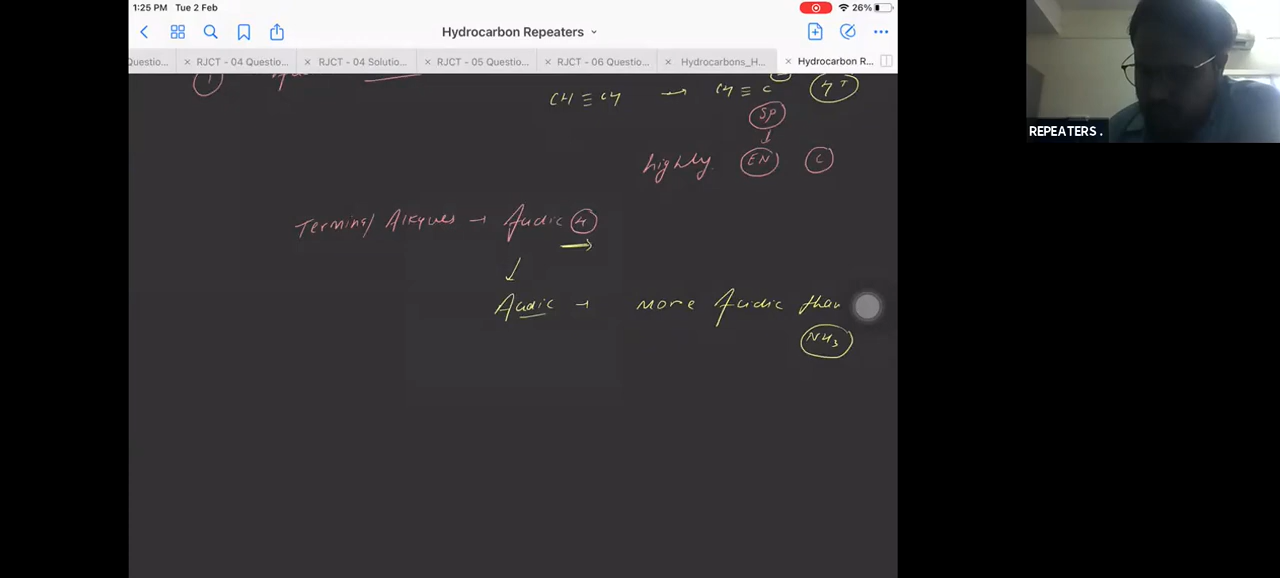 1:25 PM Tue 2 Feb
26%
Hydrocarbon Repeaters
Questio...
RJCT - 04 Questio...
RJCT - 04 Solutio...
RJCT - 05 Questio...
RJCT - 06 Questio...
Hydrocarbons_H...
Hydrocarbon R...
1
CH ≡ CH → CH ≡ C H+
SP
↓
highly EN C
Terminal Alkynes → Acidic H
↓
Acidic → more Acidic than
NH3
REPEATERS .